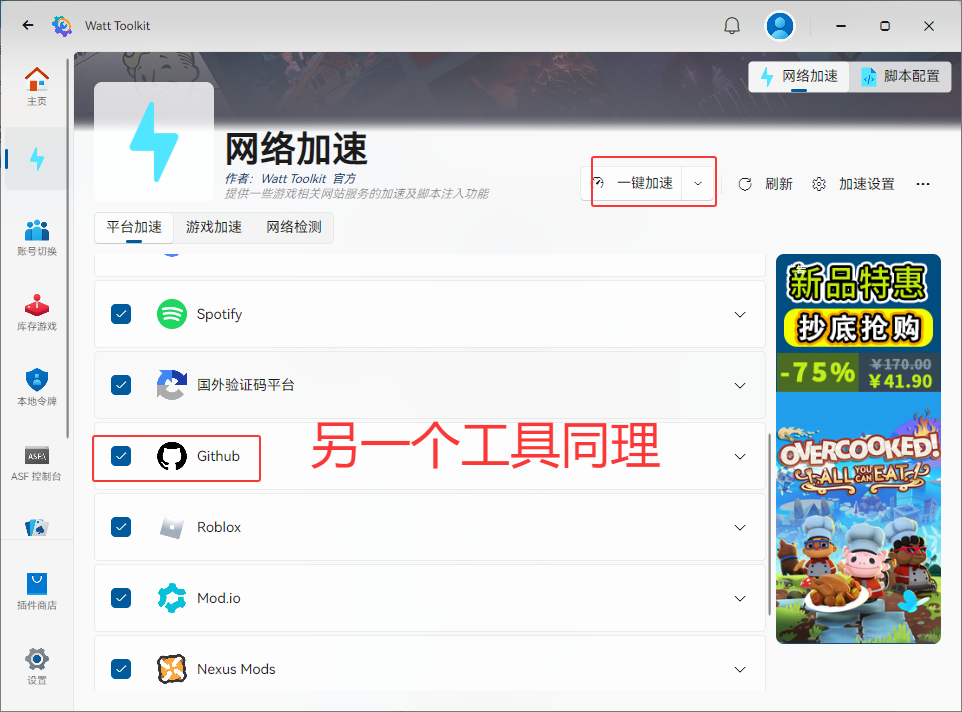 Watt Toolkit
主页
网络加速
脚本配置
网络加速
作者: Watt Toolkit 官方
提供一些游戏相关网站服务的加速及脚本注入功能
一键加速
刷新
加速设置
平台加速
游戏加速
网络检测
账号切换
库存游戏
本地令牌
ASF
ASF 控制台
插件商店
设置
Spotify
国外验证码平台
Github
另一个工具同理
Roblox
Mod.io
Nexus Mods
新品特惠
抄底抢购
-75%
¥170.00
¥41.90
OVERCOOKED!
ALL YOU CAN EAT